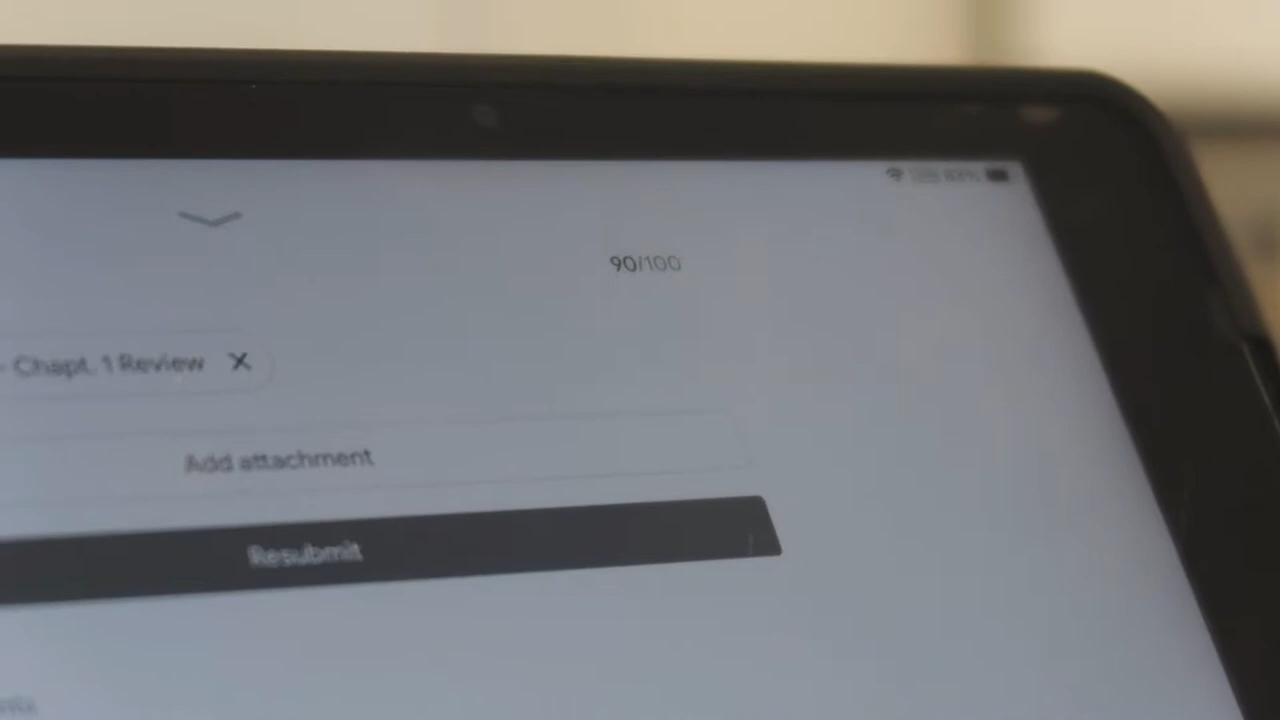 90/100
- Chapt. 1 Review X
Add attachment
Resubmit